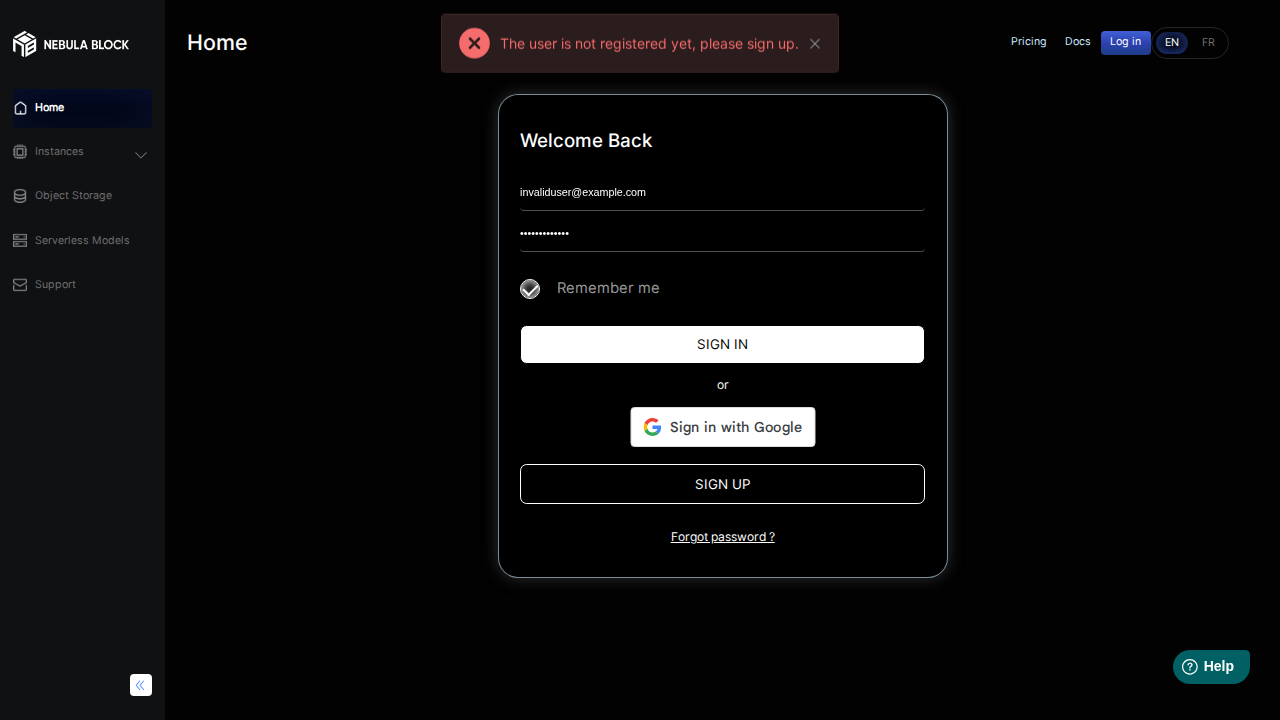 NEBULA BLOCK
Home
The user is not registered yet, please sign up.
Pricing
Docs
Log in
EN
FR
Home
Instances
Object Storage
Serverless Models
Support
Welcome Back
invaliduser@example.com
•••••••••••••
Remember me
SIGN IN
or
Sign in with Google
SIGN UP
Forgot password ?
Help